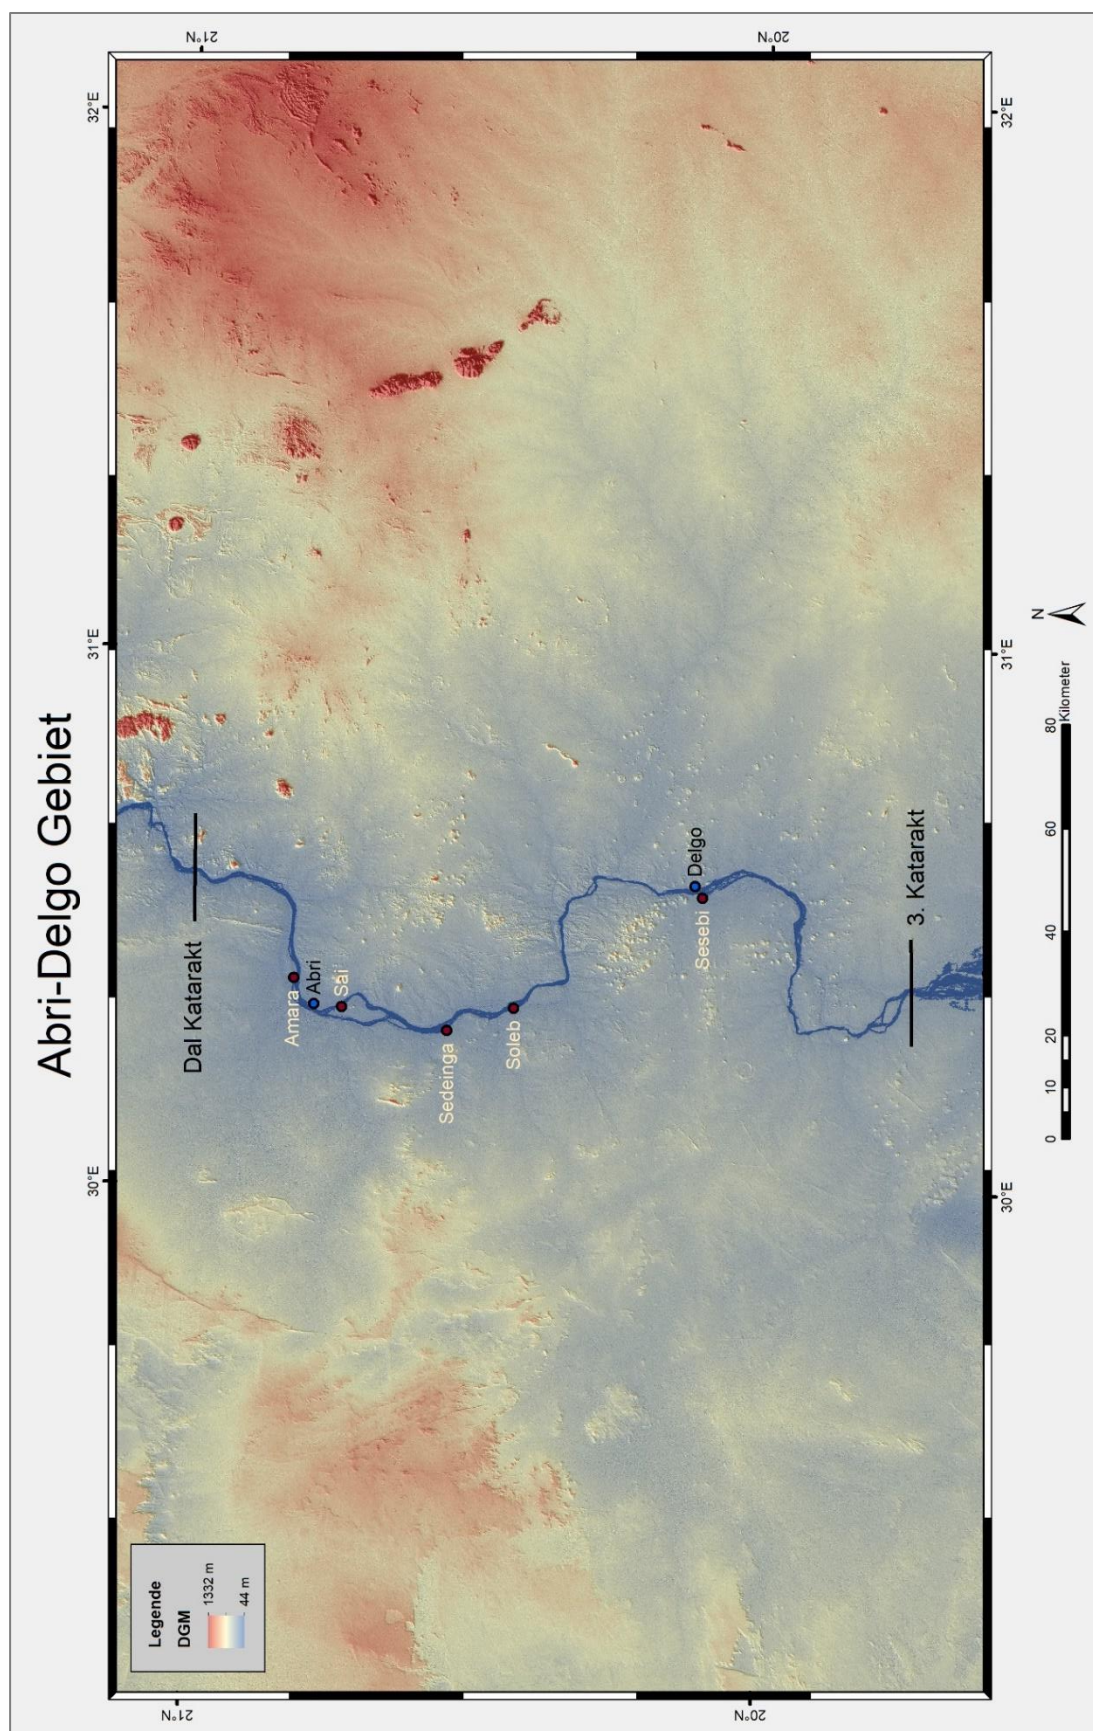 Abri-Delgo Gebiet
30°E
31°E
32°E
21°N
21°N
Dal Katarakt
Amara
Abri
Sai
Sedeinga
Soleb
Delgo
Sesebi
3. Katarakt
20°N
20°N
30°E
31°E
32°E
Legende
DGM
1332 m
44 m
0 10 20 40 60 80
Kilometer
N